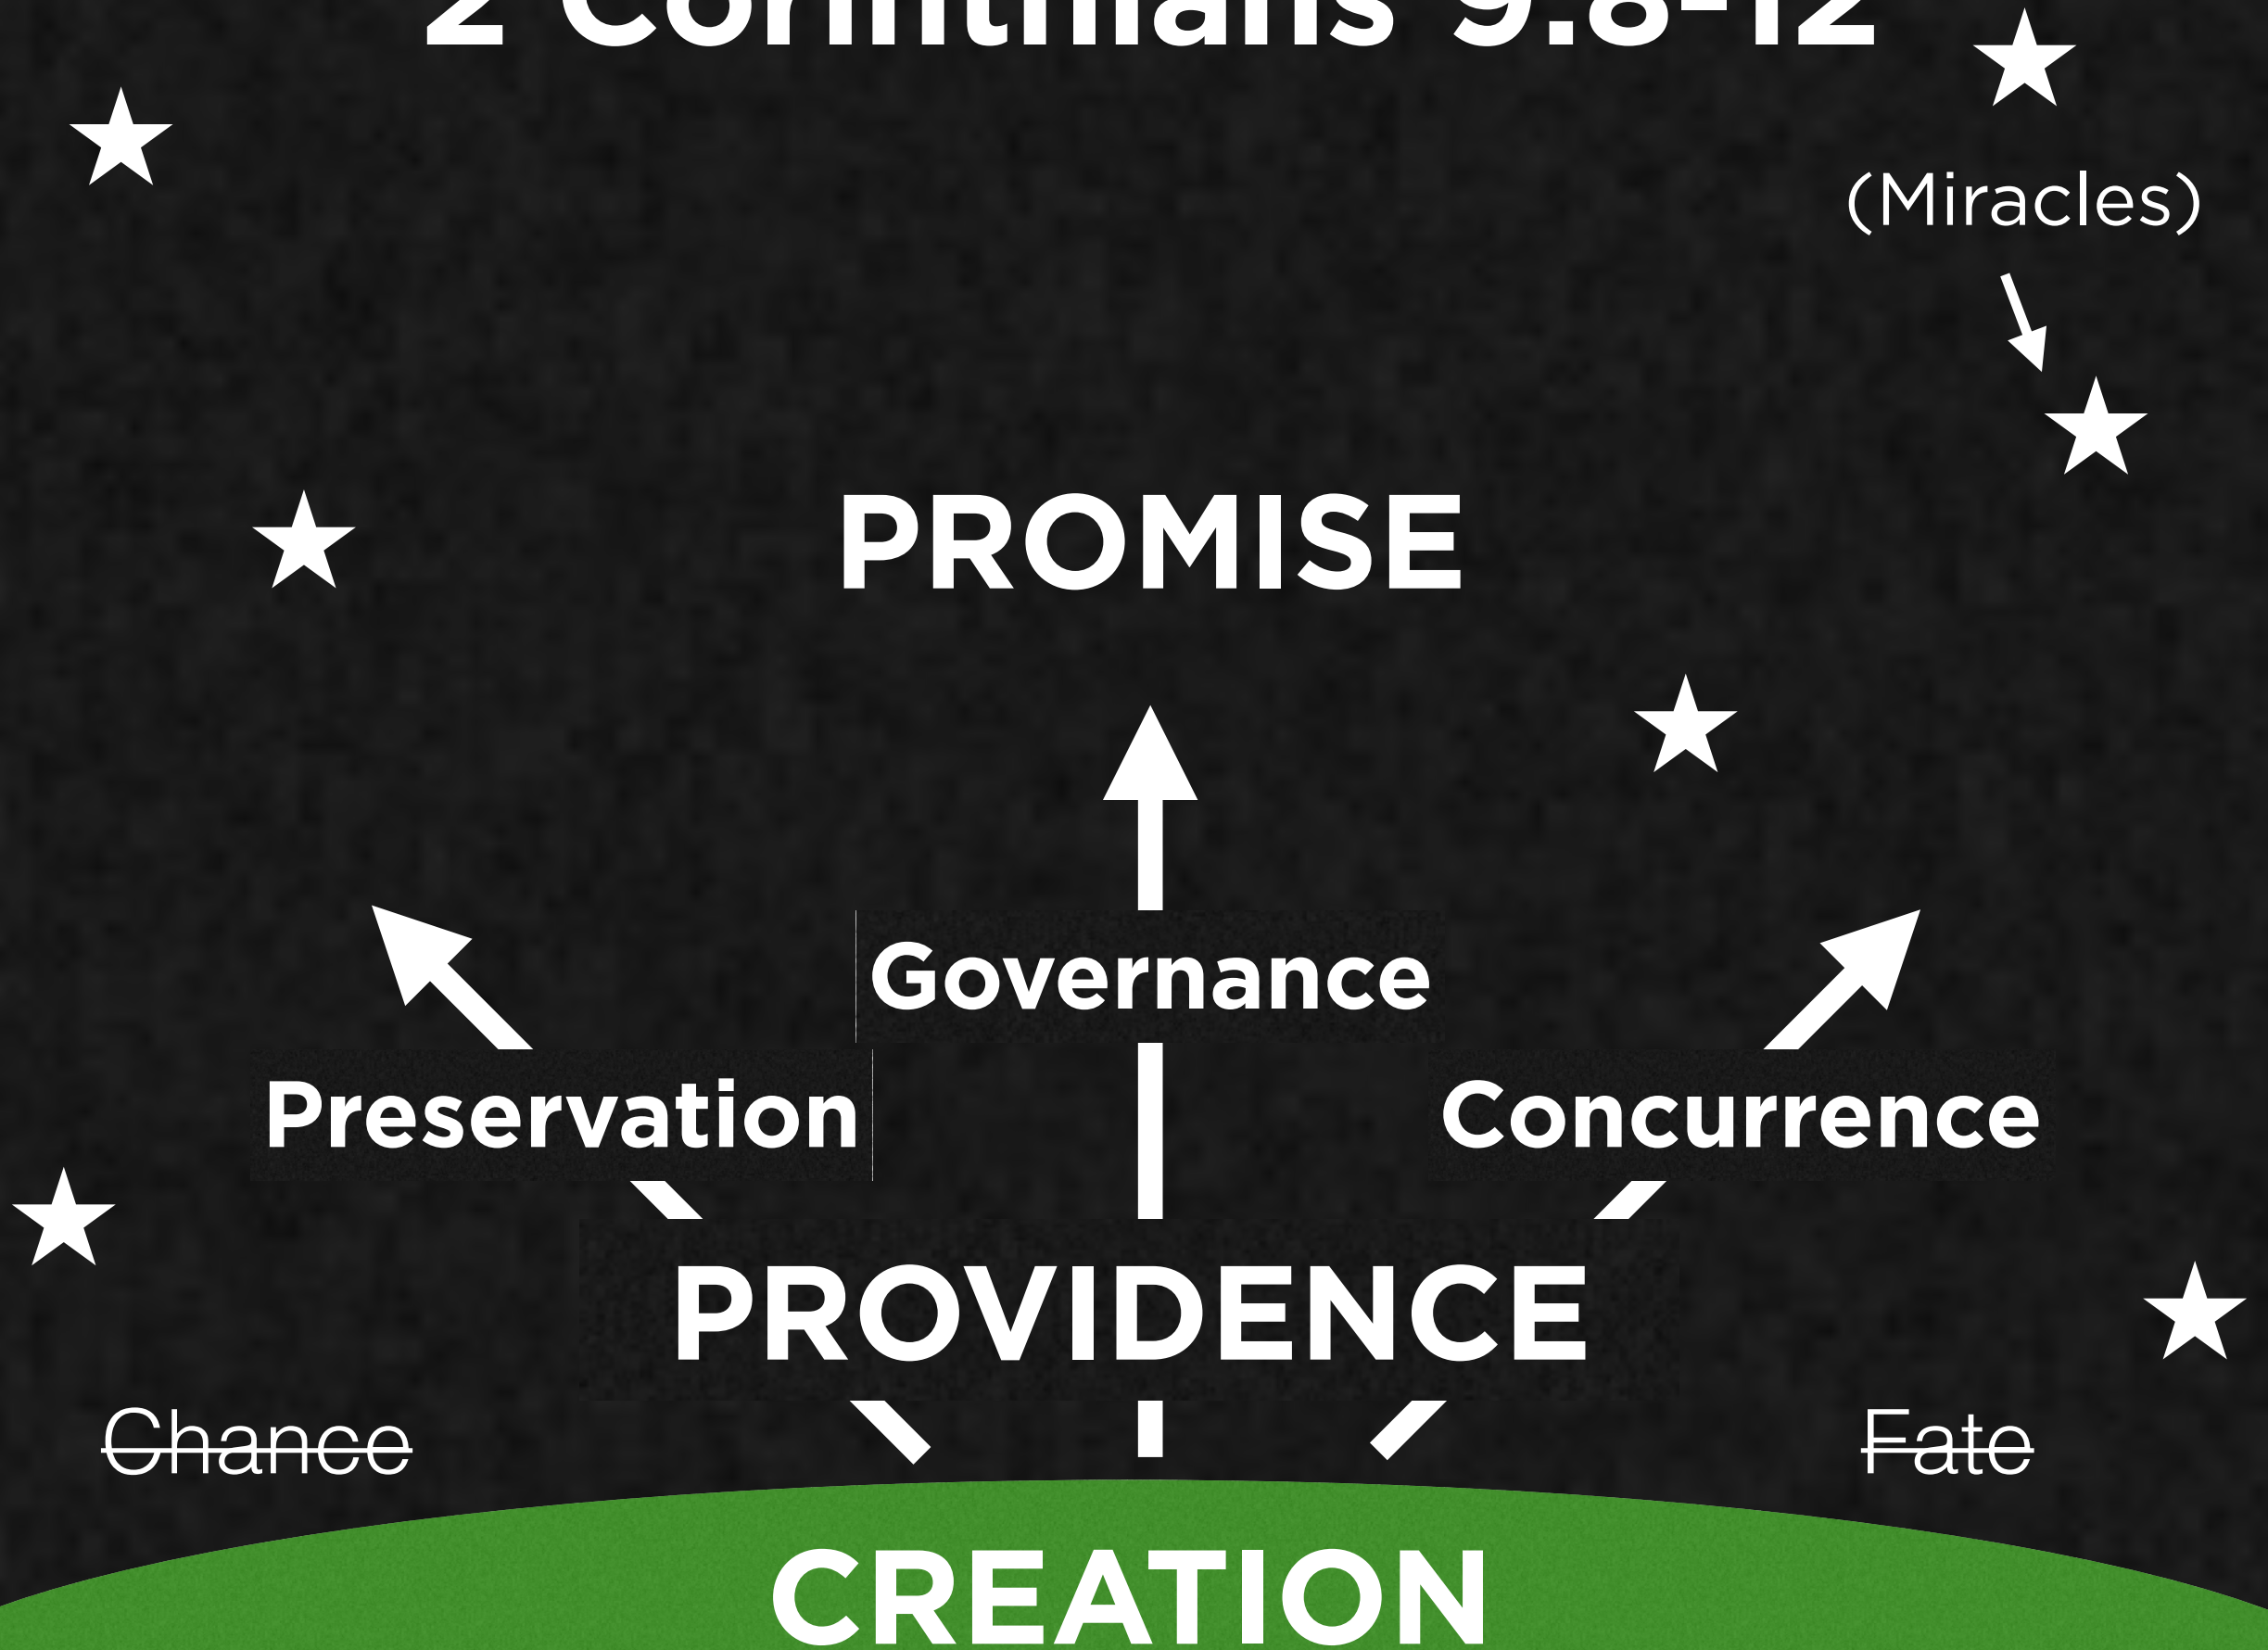 2 Corinthians 9.8-12
(Miracles)
PROMISE
Governance
Preservation
Concurrence
PROVIDENCE
Chance
Fate
CREATION